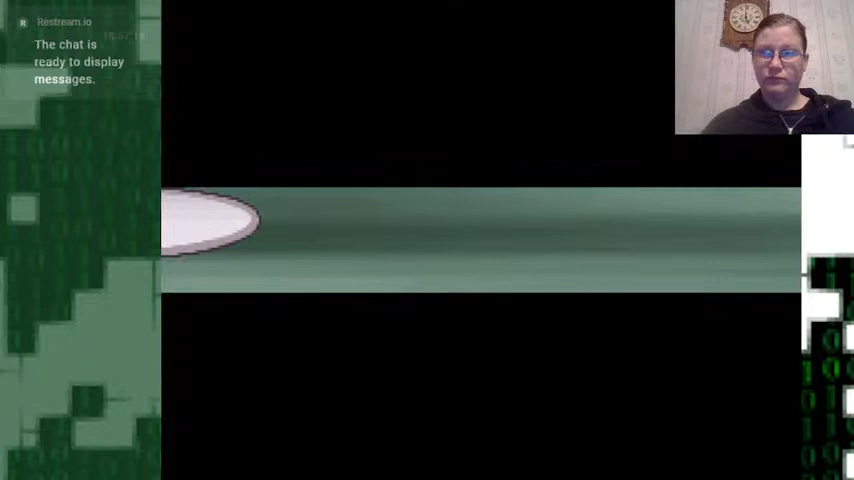 R Restream.io
The chat is
ready to display
messages.